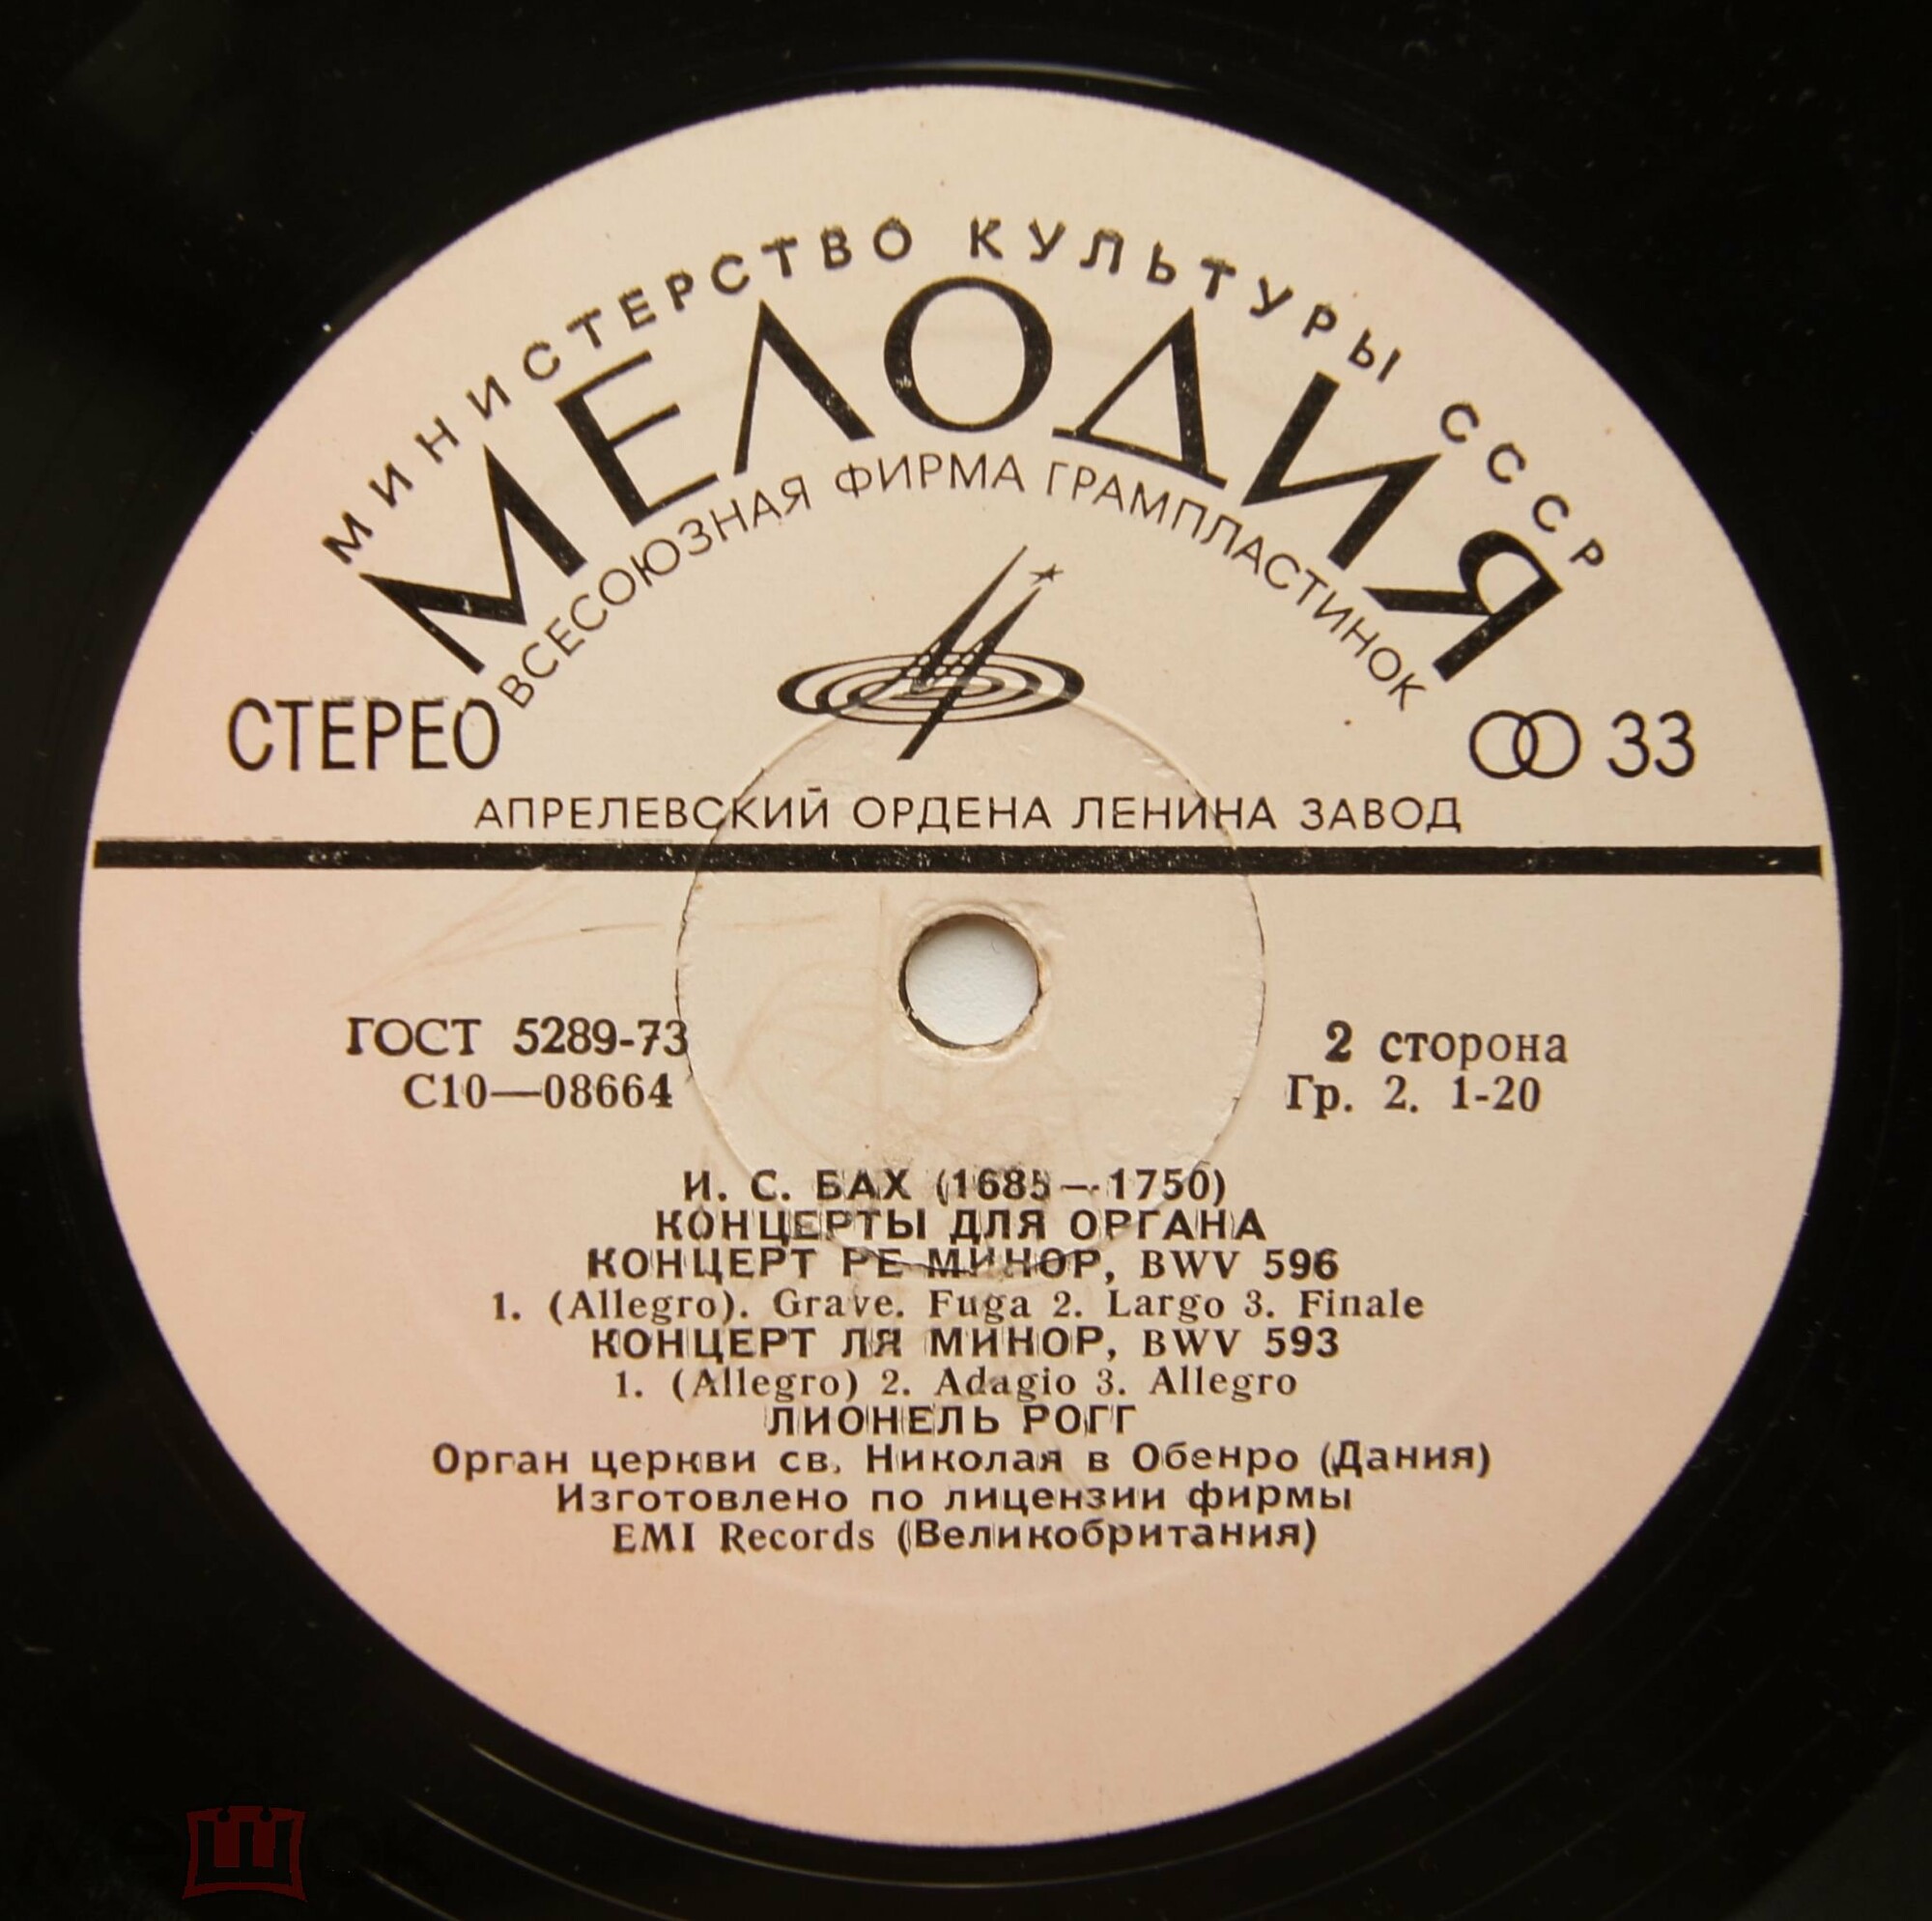 МИНИСТЕРСТВО КУЛЬТУРЫ СССР
МЕЛОДИЯ
ВСЕСОЮЗНАЯ ФИРМА ГРАМПЛАСТИНОК
СТЕРЕО
33
АПРЕЛЕВСКИЙ ОРДЕНА ЛЕНИНА ЗАВОД
ГОСТ 5289-73
2 сторона
С10—08664
Гр. 2. 1-20
И. С. БАХ (1685—1750)
КОНЦЕРТЫ ДЛЯ ОРГАНА
КОНЦЕРТ РЕ МИНОР, BWV 596
1. (Allegro). Grave. Fuga 2. Largo 3. Finale
КОНЦЕРТ ЛЯ МИНОР, BWV 593
1. (Allegro) 2. Adagio 3. Allegro
ЛИОНЕЛЬ РОГГ
Орган церкви св. Николая в Обенро (Дания)
Изготовлено по лицензии фирмы
EMI Records (Великобритания)
мешок